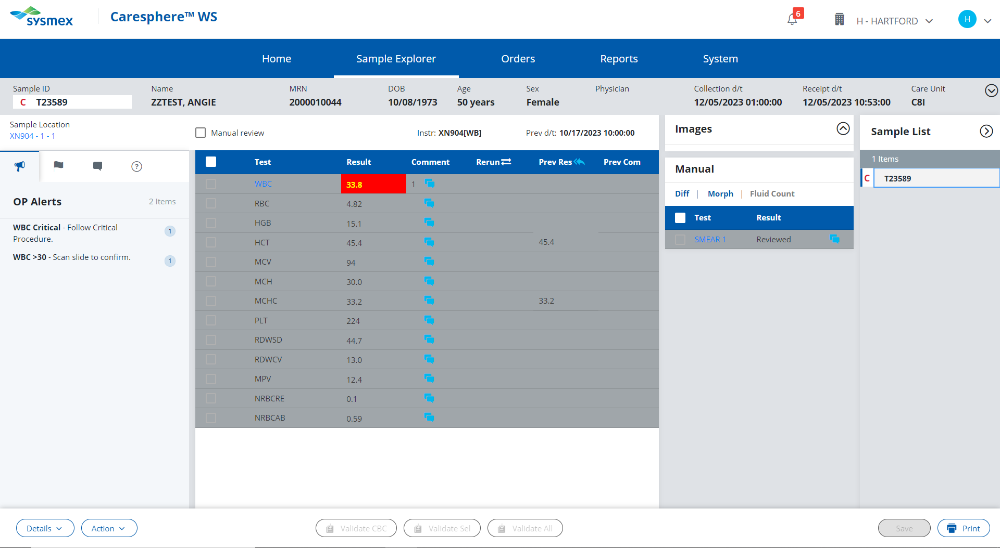 sysmex
Caresphere™ WS
6
H - HARTFORD
H
Home
Sample Explorer
Orders
Reports
System
Sample ID
C T23589
Name
ZZTEST, ANGIE
MRN
2000010044
DOB
10/08/1973
Age
50 years
Sex
Female
Physician
Collection d/t
12/05/2023 01:00:00
Receipt d/t
12/05/2023 10:53:00
Care Unit
C8I
Sample Location
XN904 - 1 - 1
?
OP Alerts 2 Items
WBC Critical - Follow Critical
Procedure.
1
WBC >30 - Scan slide to confirm.
1
Manual review
Instr: XN904[WB]
Prev d/t: 10/17/2023 10:00:00
Test Result Comment Rerun Prev Res Prev Com
WBC 33.8 1
RBC 4.82
HGB 15.1
HCT 45.4 45.4
MCV 94
MCH 30.0
MCHC 33.2 33.2
PLT 224
RDWSD 44.7
RDWCV 13.0
MPV 12.4
NRBCRE 0.1
NRBCAB 0.59
Images
Manual
Diff | Morph | Fluid Count
Test Result
SMEAR 1 Reviewed
Sample List
1 Items
C T23589
Details
Action
Validate CBC
Validate Sel
Validate All
Save
Print